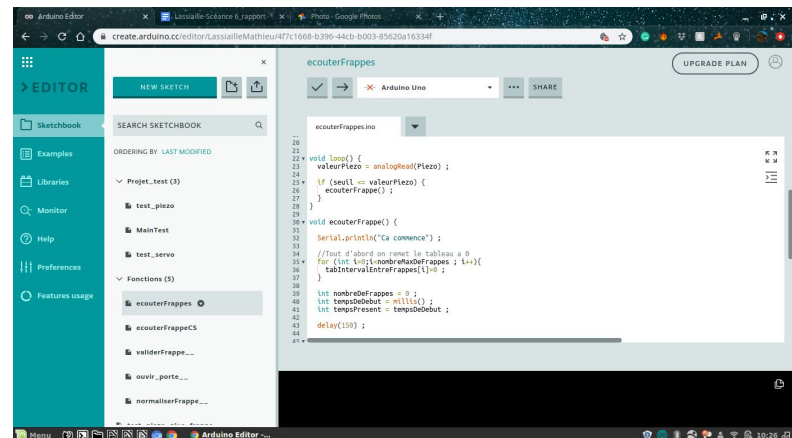 Arduino Editor
Lassiaille-Scéance 6_rapport
Photo - Google Photos
create.arduino.cc/editor/LassiailleMathieu/4f7c1668-b396-44cb-b003-85620a16334f
EDITOR
Sketchbook
Examples
Libraries
Monitor
Help
Preferences
Features usage
NEW SKETCH
SEARCH SKETCHBOOK
ORDERING BY LAST MODIFIED
Projet_test (3)
test_piezo
MainTest
test_servo
Fonctions (5)
ecouterFrappes
ecouterFrappeCS
validerFrappe__
ouvir_porte__
normaliserFrappe__
ecouterFrappes
UPGRADE PLAN
Arduino Uno
SHARE
ecouterFrappes.ino
20
21
22 void loop() {
23 valeurPiezo = analogRead(Piezo) ;
24
25 if (seuil <= valeurPiezo) {
26 ecouterFrappe() ;
27 }
28 }
29
30 void ecouterFrappe() {
31
32 Serial.println("Ca commence") ;
33
34 //Tout d'abord on remet le tableau a 0
35 for (int i=0;i<nombreMaxDeFrappes ; i++){
36 tabIntervalEntreFrappes[i]=0 ;
37 }
38
39 int nombreDeFrappes = 0 ;
40 int tempsDeDebut = millis() ;
41 int tempsPresent = tempsDeDebut ;
42
43 delay(150) ;
44
45
Menu
Arduino Editor -...
10:26